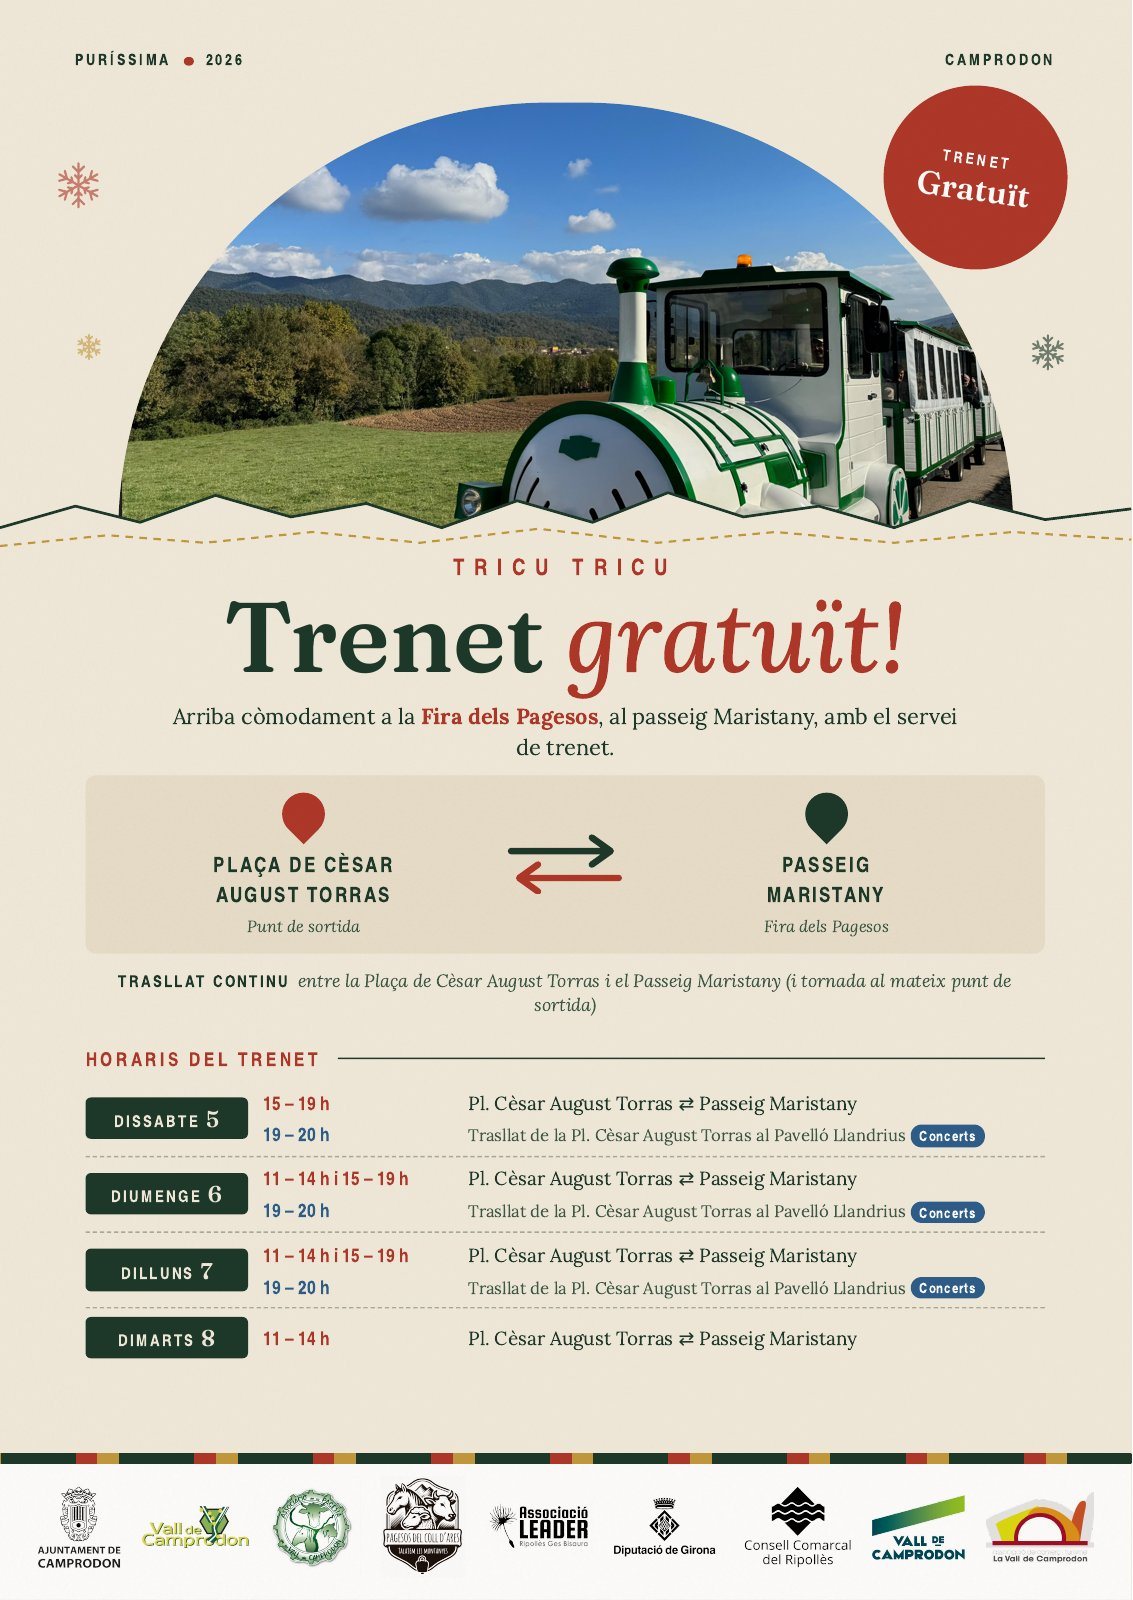 PURÍSSIMA ● 2026
CAMPRODON
TRENET
Gratuït
TRICU TRICU
Trenet gratuït!
Arriba còmodament a la Fira dels Pagesos, al passeig Maristany, amb el servei
de trenet.
PLAÇA DE CÈSAR
AUGUST TORRAS
Punt de sortida
PASSEIG
MARISTANY
Fira dels Pagesos
TRASLLAT CONTINU entre la Plaça de Cèsar August Torras i el Passeig Maristany (i tornada al mateix punt de
sortida)
HORARIS DEL TRENET
DISSABTE 5
15 – 19 h Pl. Cèsar August Torras ⇄ Passeig Maristany
19 – 20 h Trasllat de la Pl. Cèsar August Torras al Pavelló Llandrius Concerts
DIUMENGE 6
11 – 14 h i 15 – 19 h Pl. Cèsar August Torras ⇄ Passeig Maristany
19 – 20 h Trasllat de la Pl. Cèsar August Torras al Pavelló Llandrius Concerts
DILLUNS 7
11 – 14 h i 15 – 19 h Pl. Cèsar August Torras ⇄ Passeig Maristany
19 – 20 h Trasllat de la Pl. Cèsar August Torras al Pavelló Llandrius Concerts
DIMARTS 8
11 – 14 h Pl. Cèsar August Torras ⇄ Passeig Maristany
AJUNTAMENT DE
CAMPRODON
Vall de
Camprodon
PAGESOS DEL COLL D'ARES
Associació
LEADER
Ripollès Ges Bisaura
Diputació de Girona
Consell Comarcal
del Ripollès
VALL DE
CAMPRODON
La Vall de Camprodon